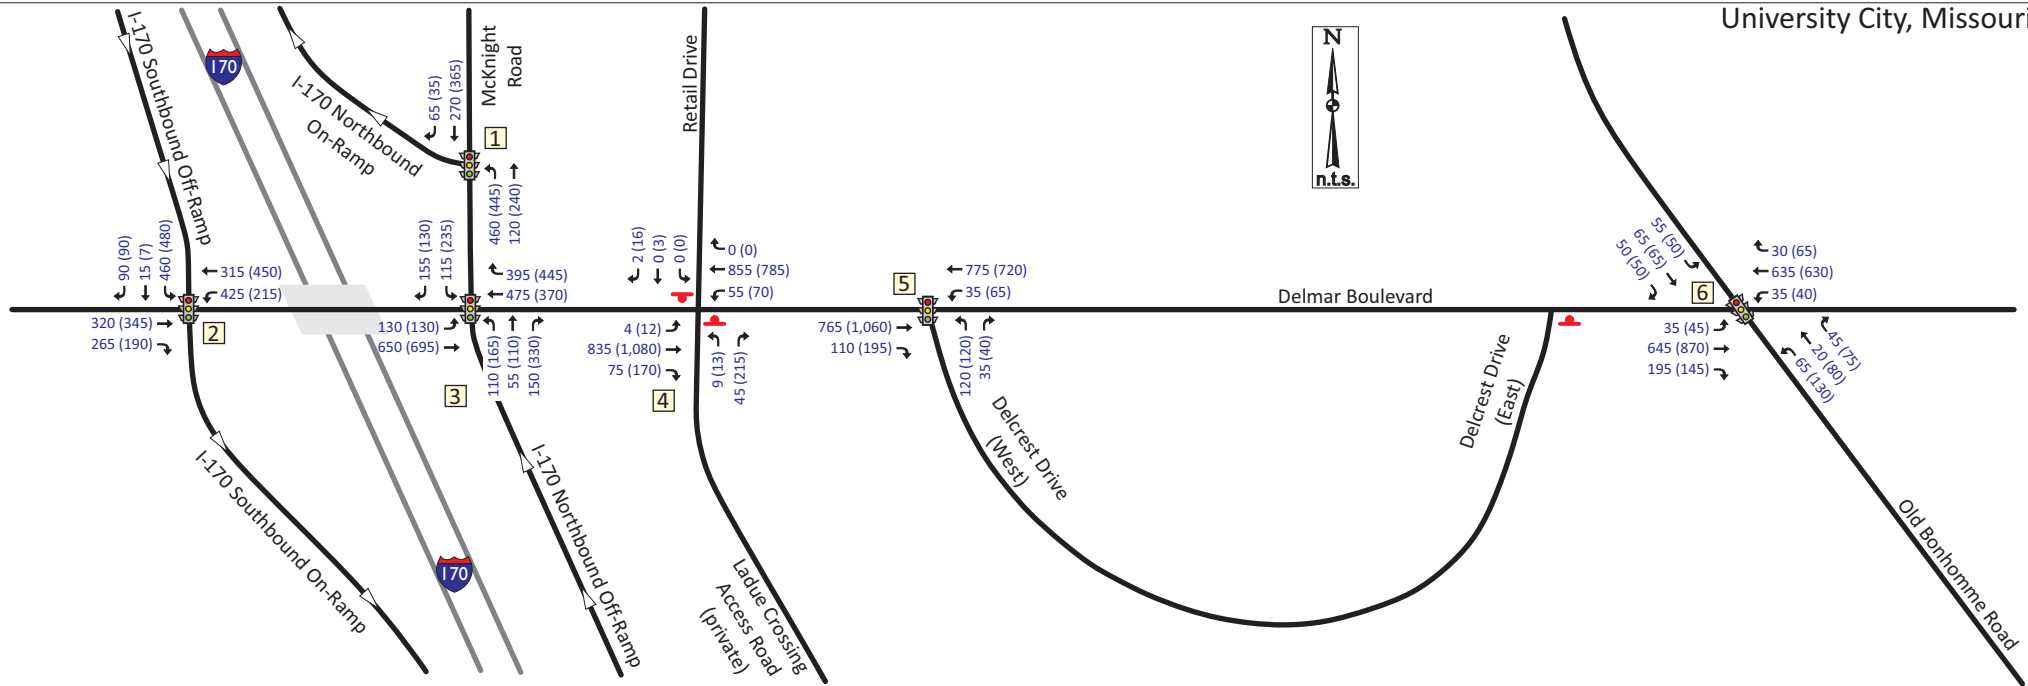 University City, Missouri
N
n.t.s.
I-170 Southbound Off-Ramp
170
I-170 Northbound
On-Ramp
65 (35)
270 (365)
McKnight
Road
1
460 (445)
120 (240)
Retail Drive
90 (90)
15 (7)
460 (480)
315 (450)
425 (215)
320 (345)
265 (190)
2
155 (130)
115 (235)
395 (445)
475 (370)
130 (130)
650 (695)
110 (165)
55 (110)
150 (330)
3
2 (16)
0 (3)
0 (0)
0 (0)
855 (785)
55 (70)
4 (12)
835 (1,080)
75 (170)
9 (13)
45 (215)
4
5
775 (720)
35 (65)
765 (1,060)
110 (195)
120 (120)
35 (40)
Delmar Boulevard
55 (50)
65 (65)
50 (50)
6
30 (65)
635 (630)
35 (40)
35 (45)
645 (870)
195 (145)
45 (75)
20 (80)
65 (130)
Delcrest Drive
(West)
Delcrest Drive
(East)
I-170 Southbound On-Ramp
170
I-170 Northbound Off-Ramp
Ladue Crossing
Access Road
(private)
Old Bonhomme Road